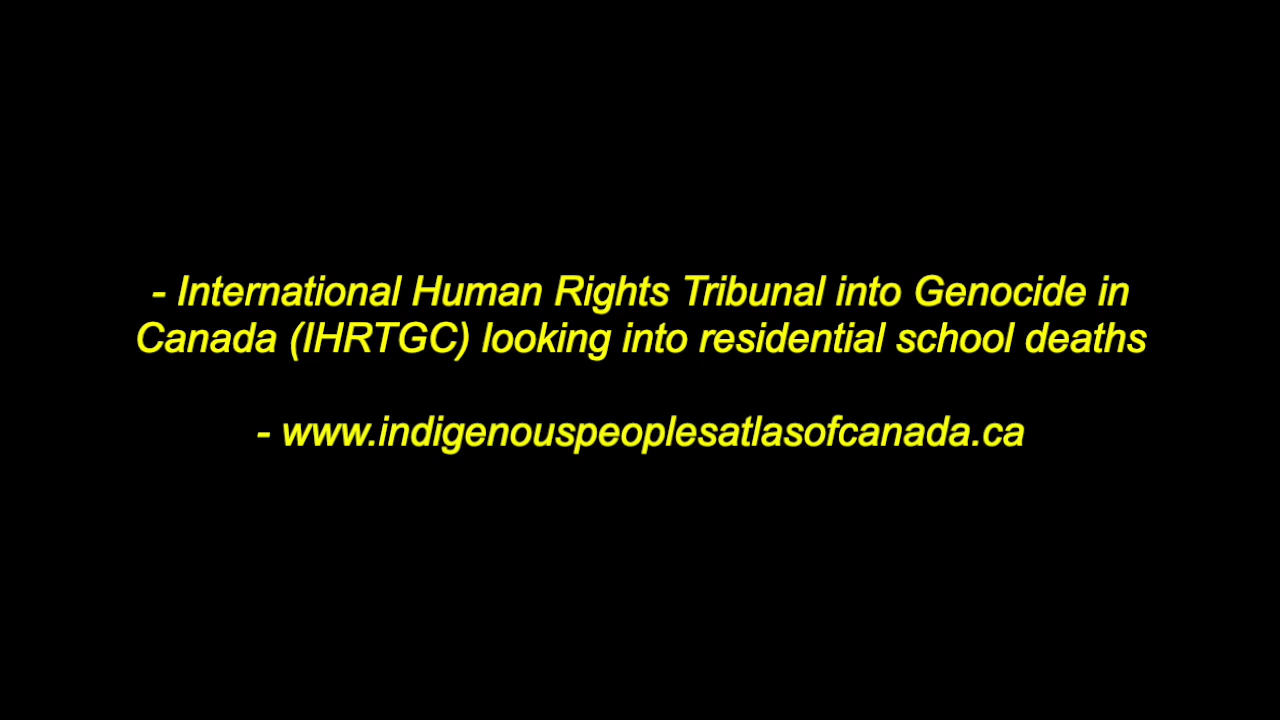 - International Human Rights Tribunal into Genocide in
Canada (IHRTGC) looking into residential school deaths
- www.indigenouspeoplesatlasofcanada.ca